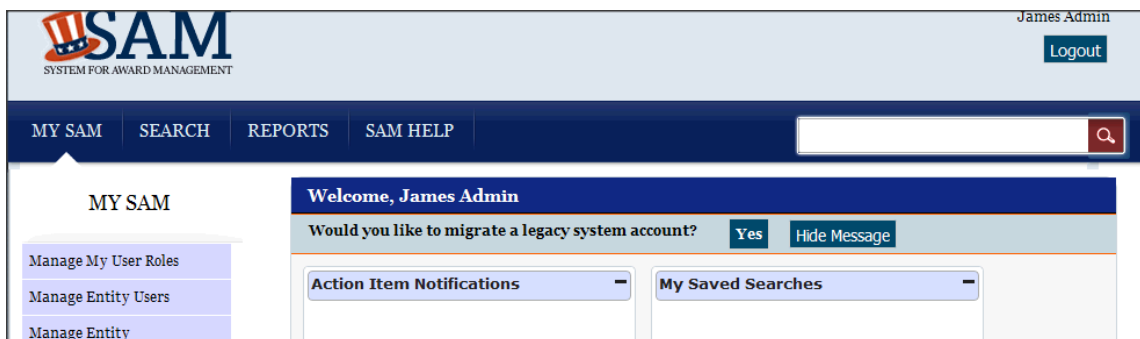 James Admin
SAM
SYSTEM FOR AWARD MANAGEMENT
Logout
MY SAM SEARCH REPORTS SAM HELP
MY SAM
Welcome, James Admin
Would you like to migrate a legacy system account? Yes Hide Message
Manage My User Roles
Action Item Notifications My Saved Searches
Manage Entity Users
Manage Entity